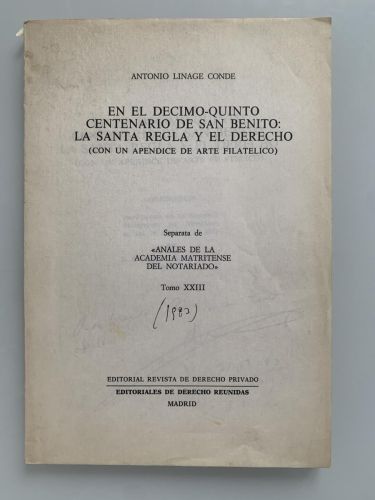 ANTONIO LINAGE CONDE
EN EL DECIMO-QUINTO
CENTENARIO DE SAN BENITO:
LA SANTA REGLA Y EL DERECHO
(CON UN APENDICE DE ARTE FILATELICO)
Separata de
«ANALES DE LA
ACADEMIA MATRITENSE
DEL NOTARIADO»
Tomo XXIII
(1983)
EDITORIAL REVISTA DE DERECHO PRIVADO
EDITORIALES DE DERECHO REUNIDAS
MADRID